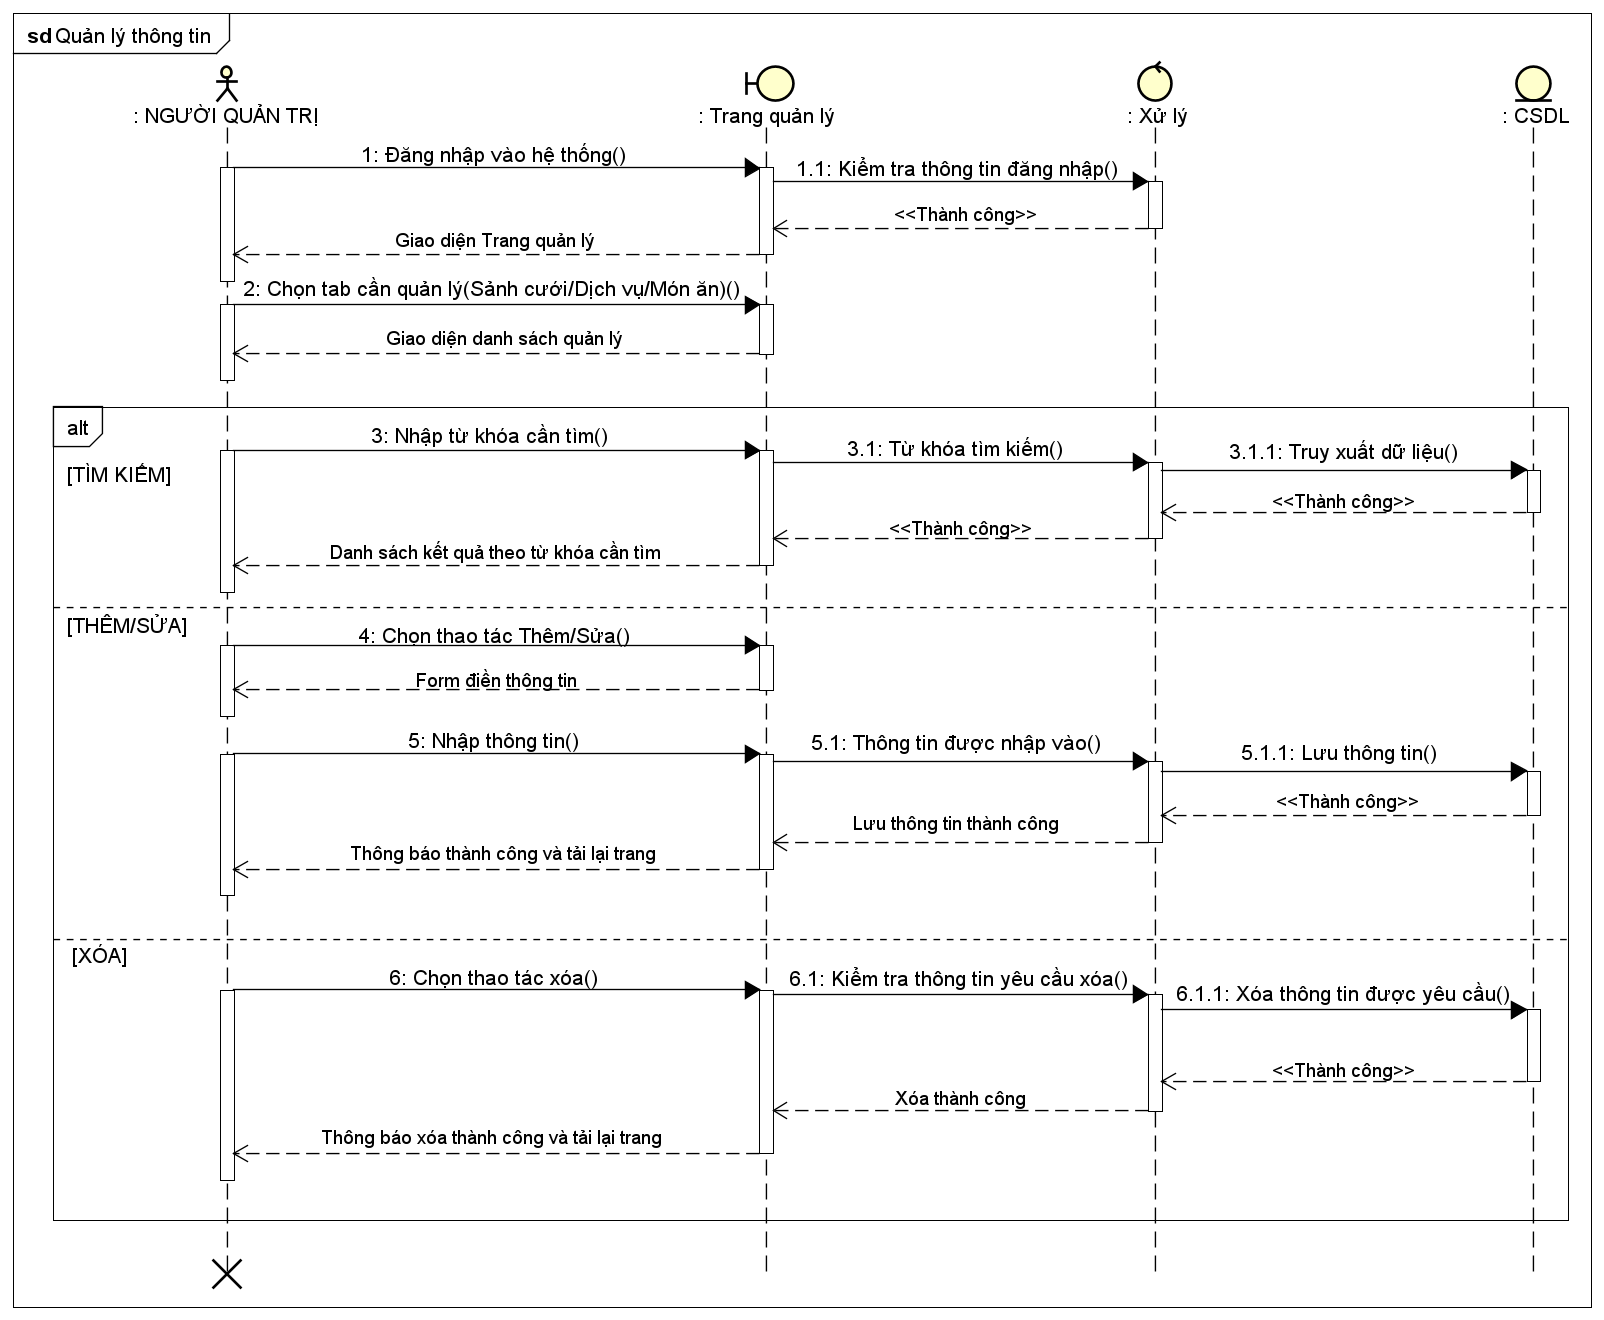 sd Quản lý thông tin
: NGƯỜI QUẢN TRỊ
: Trang quản lý
: Xử lý
: CSDL
1: Đăng nhập vào hệ thống()
1.1: Kiểm tra thông tin đăng nhập()
<<Thành công>>
Giao diện Trang quản lý
2: Chọn tab cần quản lý(Sảnh cưới/Dịch vụ/Món ăn)()
Giao diện danh sách quản lý
alt
[TÌM KIẾM]
3: Nhập từ khóa cần tìm()
3.1: Từ khóa tìm kiếm()
3.1.1: Truy xuất dữ liệu()
<<Thành công>>
<<Thành công>>
Danh sách kết quả theo từ khóa cần tìm
[THÊM/SỬA]
4: Chọn thao tác Thêm/Sửa()
Form điền thông tin
5: Nhập thông tin()
5.1: Thông tin được nhập vào()
5.1.1: Lưu thông tin()
<<Thành công>>
Lưu thông tin thành công
Thông báo thành công và tải lại trang
[XÓA]
6: Chọn thao tác xóa()
6.1: Kiểm tra thông tin yêu cầu xóa()
6.1.1: Xóa thông tin được yêu cầu()
<<Thành công>>
Xóa thành công
Thông báo xóa thành công và tải lại trang